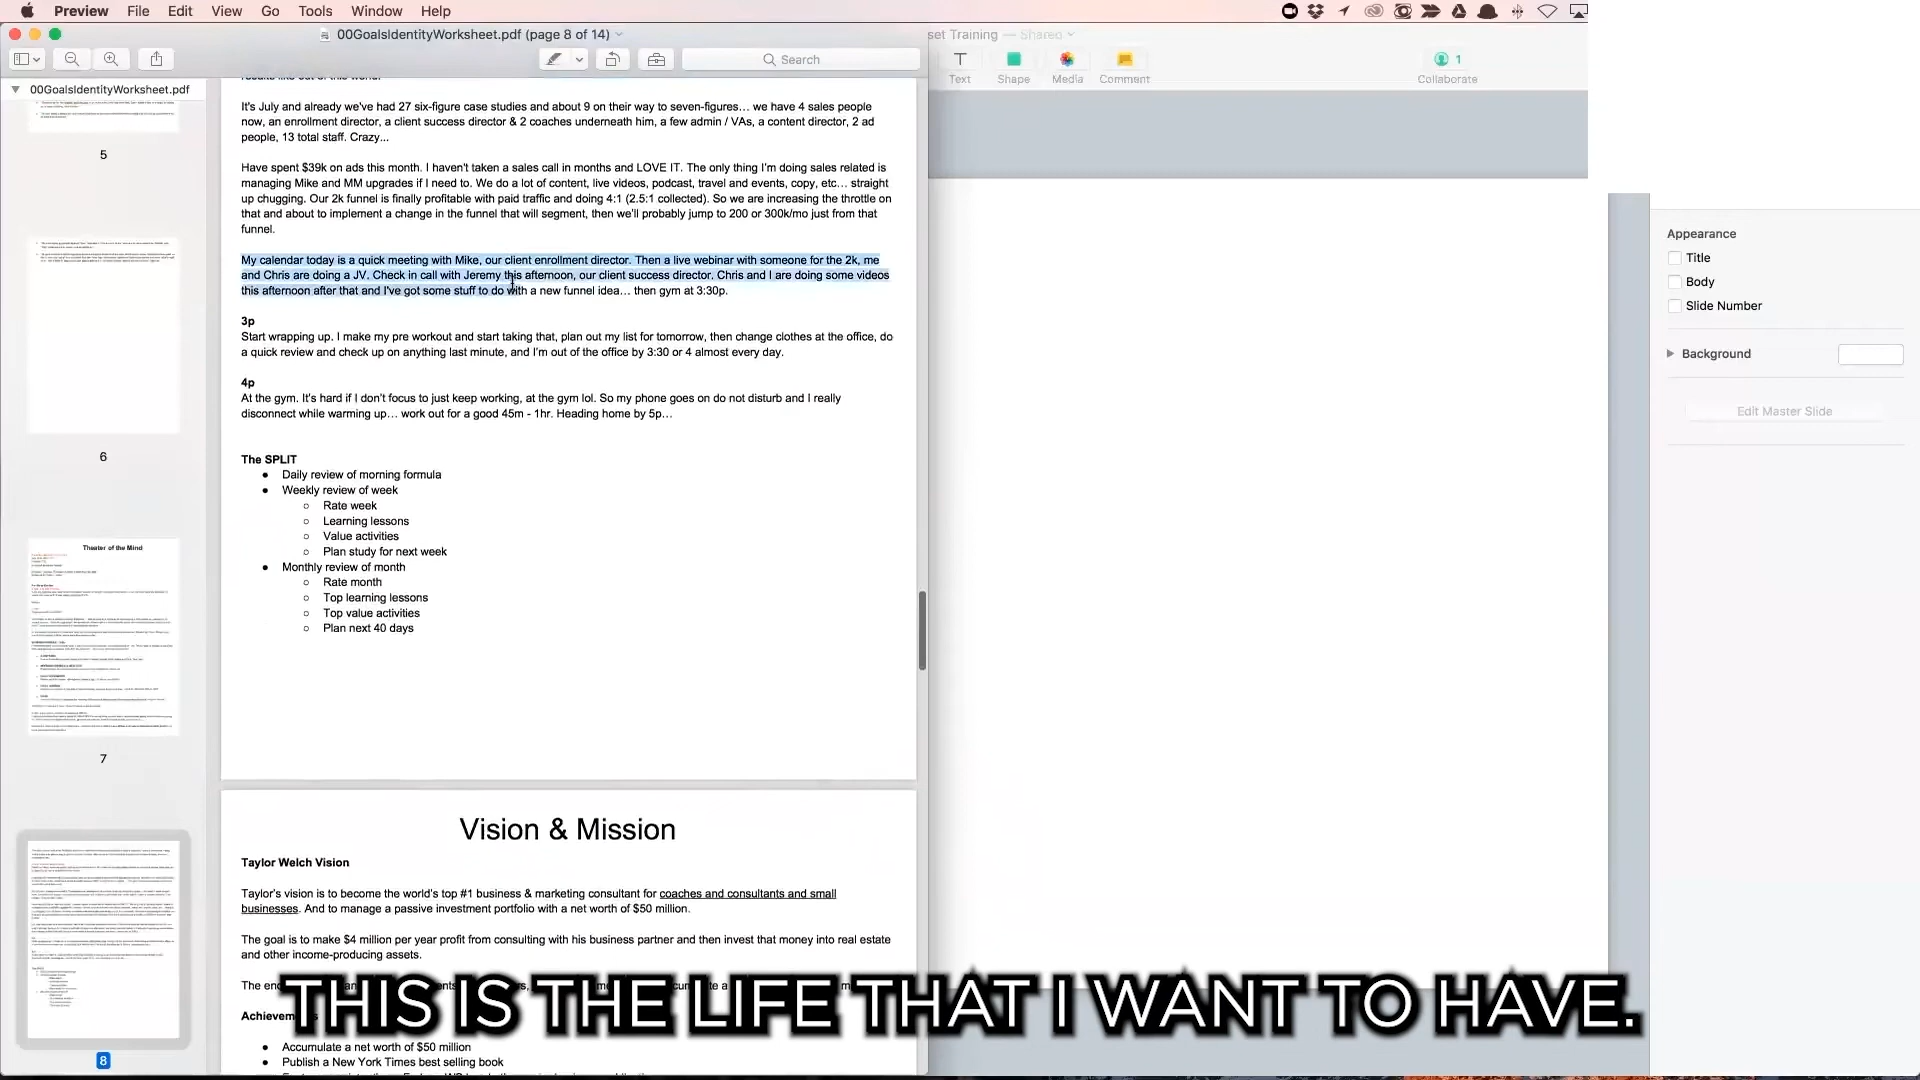 Preview File Edit View Go Tools Window Help
00GoalsIdentityWorksheet.pdf (page 8 of 14)
set Training — Shared
Search
Text Shape Media Comment
1
Collaborate
00GoalsIdentityWorksheet.pdf
5
6
Theater of the Mind
7
8
results like out of this world.
It's July and already we've had 27 six-figure case studies and about 9 on their way to seven-figures… we have 4 sales people
now, an enrollment director, a client success director & 2 coaches underneath him, a few admin / VAs, a content director, 2 ad
people, 13 total staff. Crazy...
Have spent $39k on ads this month. I haven't taken a sales call in months and LOVE IT. The only thing I'm doing sales related is
managing Mike and MM upgrades if I need to. We do a lot of content, live videos, podcast, travel and events, copy, etc… straight
up chugging. Our 2k funnel is finally profitable with paid traffic and doing 4:1 (2.5:1 collected). So we are increasing the throttle on
that and about to implement a change in the funnel that will segment, then we'll probably jump to 200 or 300k/mo just from that
funnel.
My calendar today is a quick meeting with Mike, our client enrollment director. Then a live webinar with someone for the 2k, me
and Chris are doing a JV. Check in call with Jeremy this afternoon, our client success director. Chris and I are doing some videos
this afternoon after that and I've got some stuff to do with a new funnel idea… then gym at 3:30p.
3p
Start wrapping up. I make my pre workout and start taking that, plan out my list for tomorrow, then change clothes at the office, do
a quick review and check up on anything last minute, and I'm out of the office by 3:30 or 4 almost every day.
4p
At the gym. It's hard if I don't focus to just keep working, at the gym lol. So my phone goes on do not disturb and I really
disconnect while warming up… work out for a good 45m - 1hr. Heading home by 5p…
The SPLIT
● Daily review of morning formula
● Weekly review of week
○ Rate week
○ Learning lessons
○ Value activities
○ Plan study for next week
● Monthly review of month
○ Rate month
○ Top learning lessons
○ Top value activities
○ Plan next 40 days
Vision & Mission
Taylor Welch Vision
Taylor's vision is to become the world's top #1 business & marketing consultant for coaches and consultants and small
businesses. And to manage a passive investment portfolio with a net worth of $50 million.
The goal is to make $4 million per year profit from consulting with his business partner and then invest that money into real estate
and other income-producing assets.
The
THIS IS THE LIFE THAT I WANT TO HAVE.
● Accumulate a net worth of $50 million
● Publish a New York Times best selling book
Appearance
Title
Body
Slide Number
Background
Edit Master Slide